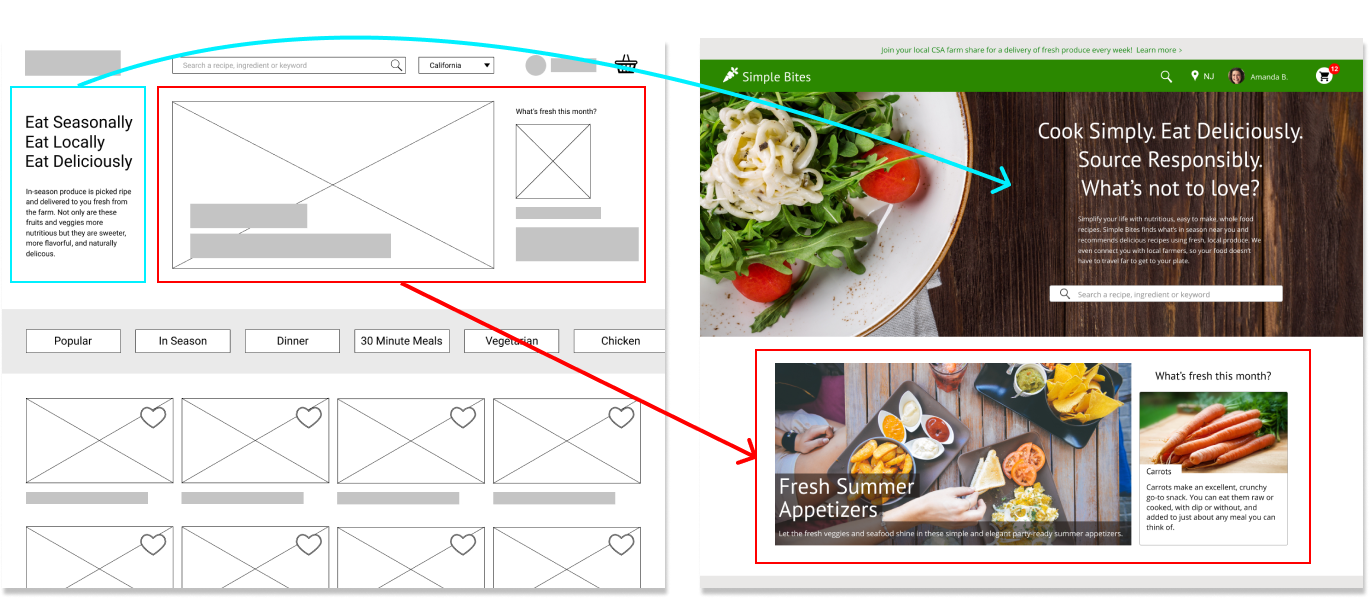 Search a recipe, ingredient or keyword
California
Eat Seasonally
Eat Locally
Eat Deliciously
In-season produce is picked ripe
and delivered to you fresh from
the farm. Not only are these
fruits and veggies more
nutritious but they are sweeter,
more flavorful, and naturally
delicous.
What's fresh this month?
Popular
In Season
Dinner
30 Minute Meals
Vegetarian
Chicken
Join your local CSA farm share for a delivery of fresh produce every week! Learn more >
Simple Bites
NJ
Amanda B.
12
Cook Simply. Eat Deliciously.
Source Responsibly.
What's not to love?
Simplify your life with nutritious, easy to make, whole food
recipes. Simple Bites finds what's in season near you and
recommends delicious recipes using fresh, local produce. We
even connect you with local farmers, so your food doesn't
have to travel far to get to your plate.
Search a recipe, ingredient or keyword
Fresh Summer
Appetizers
Let the fresh veggies and seafood shine in these simple and elegant party-ready summer appetizers.
What's fresh this month?
Carrots
Carrots make an excellent, crunchy
go-to snack. You can eat them raw or
cooked, with dip or without, and
added to just about any meal you can
think of.